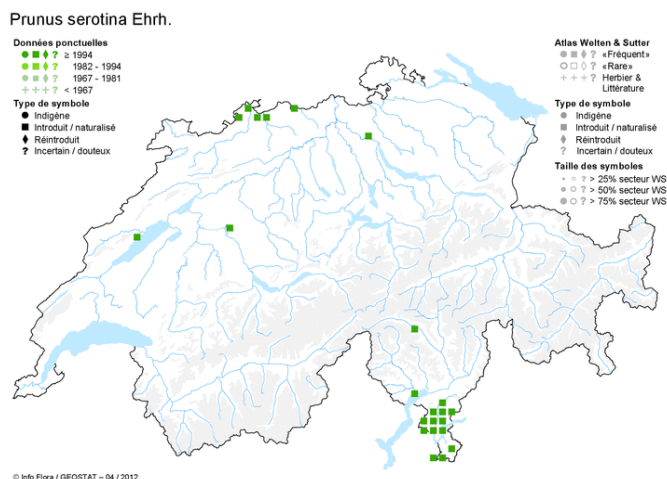 Prunus serotina Ehrh.
Données ponctuelles
? ≥ 1994
? 1982 - 1994
? 1967 - 1981
? < 1967
Type de symbole
Indigène
Introduit / naturalisé
Réintroduit
? Incertain / douteux
Atlas Welten & Sutter
? «Fréquent»
? «Rare»
? Herbier &
Littérature
Type de symbole
Indigène
Introduit / naturalisé
Réintroduit
? Incertain / douteux
Taille des symboles
? > 25% secteur WS
? > 50% secteur WS
? > 75% secteur WS
© Info Flora / GEOSTAT – 04 / 2012